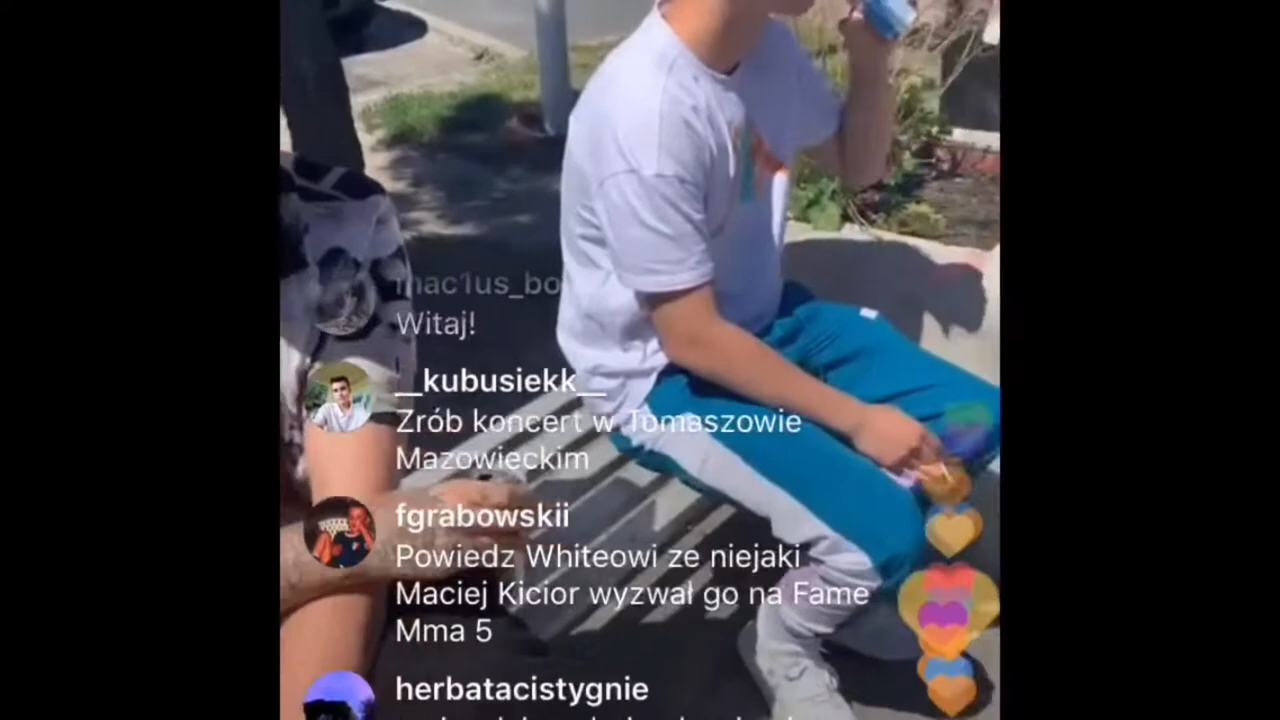 mac1us_bo
Witaj!
__kubusiekk__
Zrób koncert w Tomaszowie
Mazowieckim
fgrabowskii
Powiedz Whiteowi ze niejaki
Maciej Kicior wyzwał go na Fame
Mma 5
herbatacistygnie